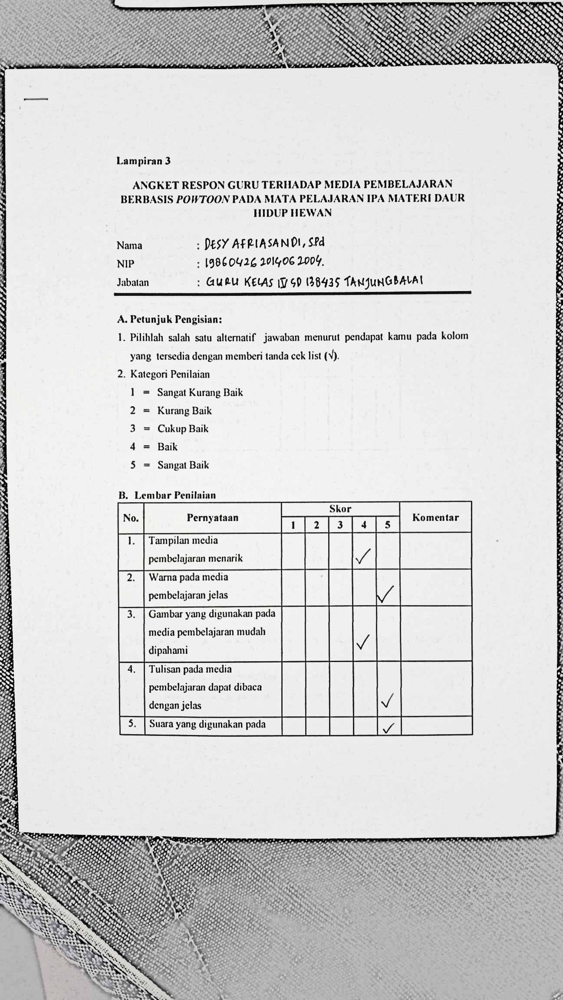 Lampiran 3
ANGKET RESPON GURU TERHADAP MEDIA PEMBELAJARAN
BERBASIS POWTOON PADA MATA PELAJARAN IPA MATERI DAUR
HIDUP HEWAN
Nama : DESY AFRIASANDI, S.Pd
NIP : 19860426 201406 2004.
Jabatan : GURU KELAS IV SD 138435 TANJUNGBALAI
A. Petunjuk Pengisian:
1. Pilihlah salah satu alternatif jawaban menurut pendapat kamu pada kolom
yang tersedia dengan memberi tanda cek list (√).
2. Kategori Penilaian
1 = Sangat Kurang Baik
2 = Kurang Baik
3 = Cukup Baik
4 = Baik
5 = Sangat Baik
B. Lembar Penilaian
No. Pernyataan Skor Komentar
1 2 3 4 5
1. Tampilan media
pembelajaran menarik ✓
2. Warna pada media
pembelajaran jelas ✓
3. Gambar yang digunakan pada
media pembelajaran mudah
dipahami ✓
4. Tulisan pada media
pembelajaran dapat dibaca
dengan jelas ✓
5. Suara yang digunakan pada ✓